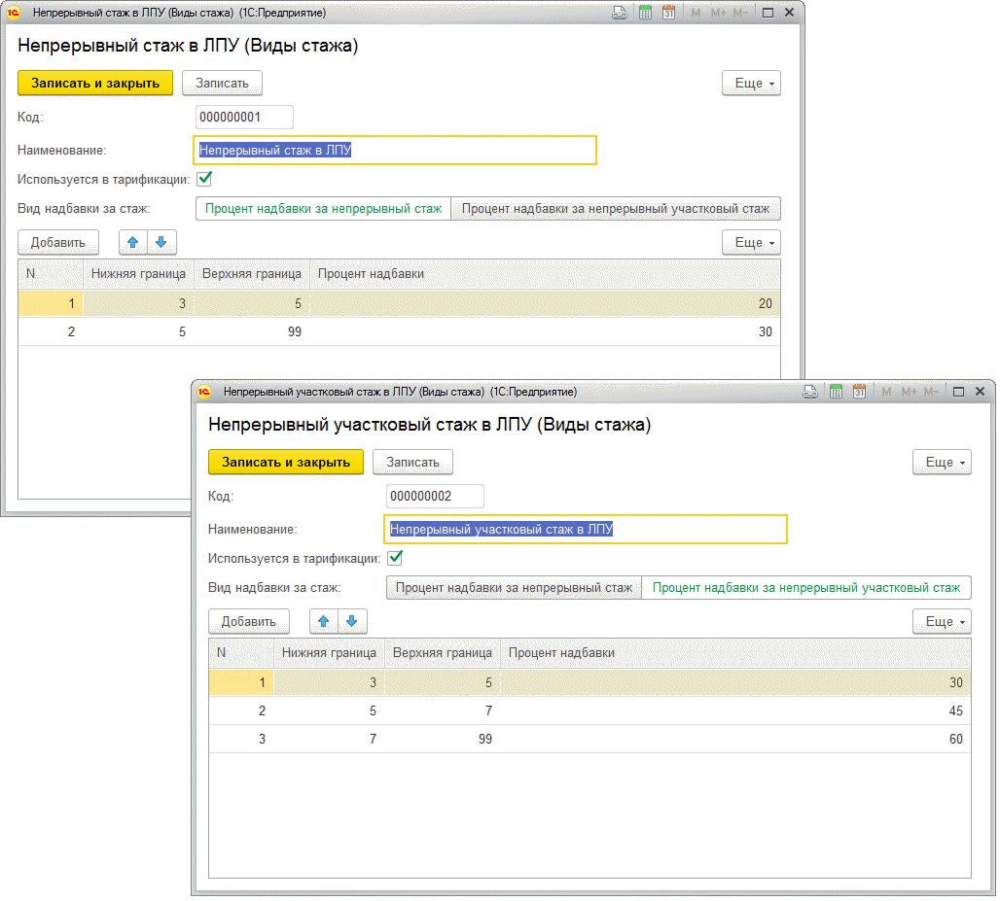 Непрерывный стаж в ЛПУ (Виды стажа) (1С:Предприятие) 31 M M+ M-
Непрерывный стаж в ЛПУ (Виды стажа)
Записать и закрыть Записать Еще
Код: 000000001
Наименование: Непрерывный стаж в ЛПУ
Используется в тарификации:
Вид надбавки за стаж: Процент надбавки за непрерывный стаж Процент надбавки за непрерывный участковый стаж
Добавить Еще
N Нижняя граница Верхняя граница Процент надбавки
1 3 5 20
2 5 99 30
Непрерывный участковый стаж в ЛПУ (Виды стажа) (1С:Предприятие) 31 M M+ M-
Непрерывный участковый стаж в ЛПУ (Виды стажа)
Записать и закрыть Записать Еще
Код: 000000002
Наименование: Непрерывный участковый стаж в ЛПУ
Используется в тарификации:
Вид надбавки за стаж: Процент надбавки за непрерывный стаж Процент надбавки за непрерывный участковый стаж
Добавить Еще
N Нижняя граница Верхняя граница Процент надбавки
1 3 5 30
2 5 7 45
3 7 99 60